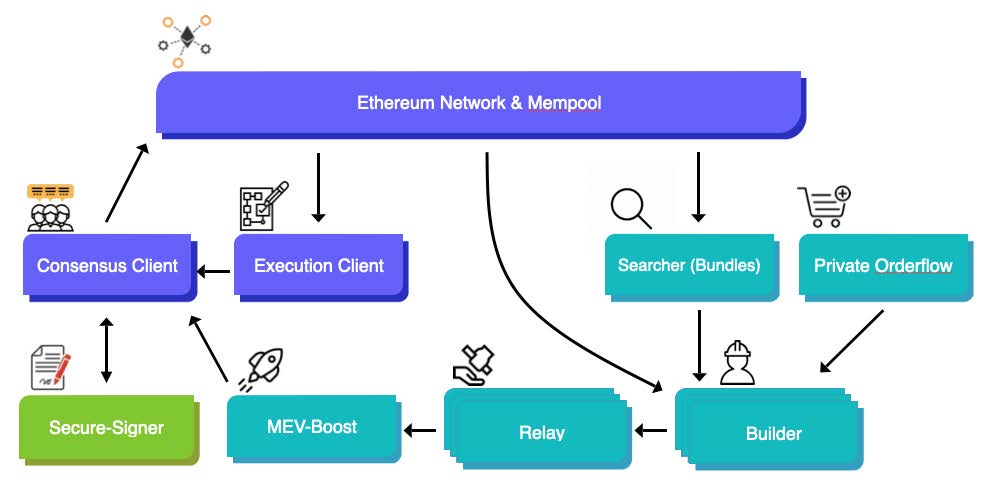 Ethereum Network & Mempool
Consensus Client
Execution Client
Searcher (Bundles)
Private Orderflow
Secure-Signer
MEV-Boost
Relay
Builder